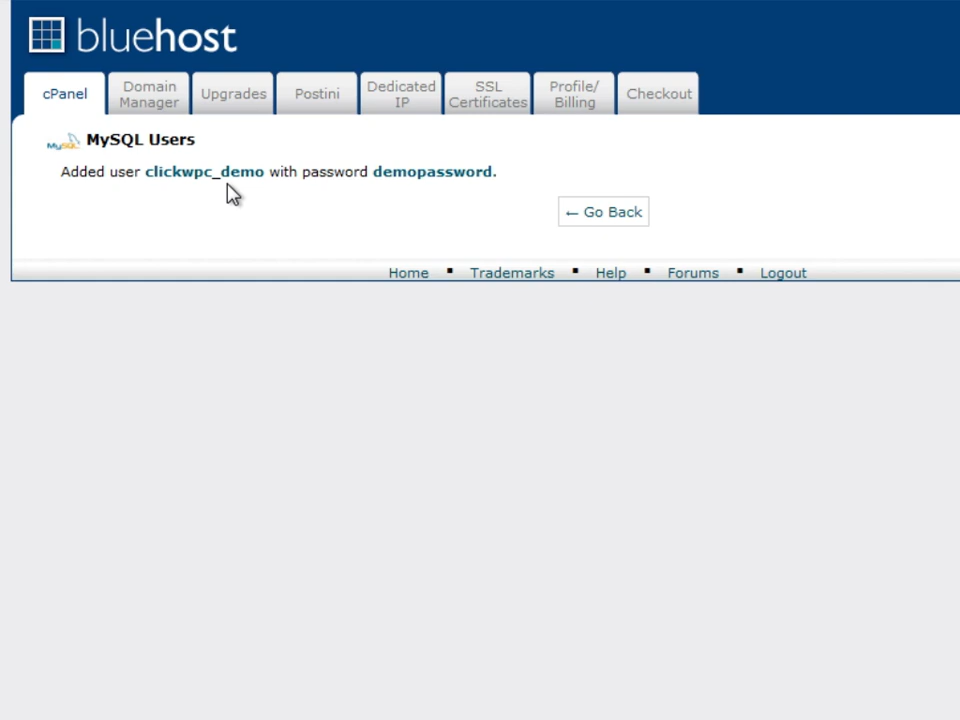 bluehost
cPanel
Domain
Manager
Upgrades
Postini
Dedicated
IP
SSL
Certificates
Profile/
Billing
Checkout
MySQL
MySQL Users
Added user clickwpc_demo with password demopassword.
← Go Back
Home ▪ Trademarks ▪ Help ▪ Forums ▪ Logout